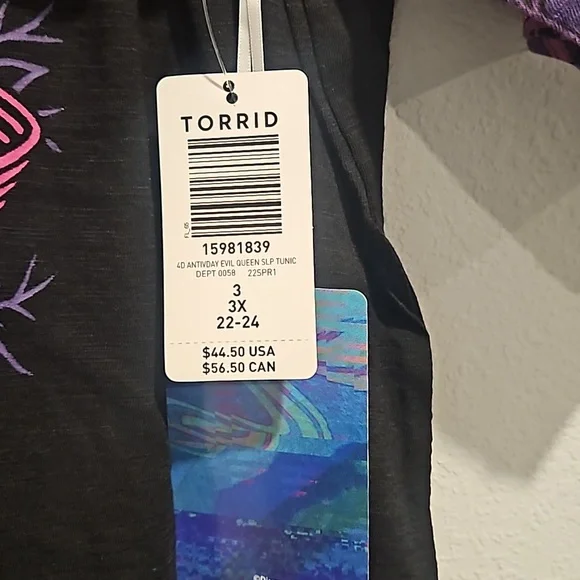 TORRID
15981839
4D ANTIVDAY EVIL QUEEN SLP TUNIC
DEPT 0058 225PR1
3
3X
22-24
$44.50 USA
$56.50 CAN